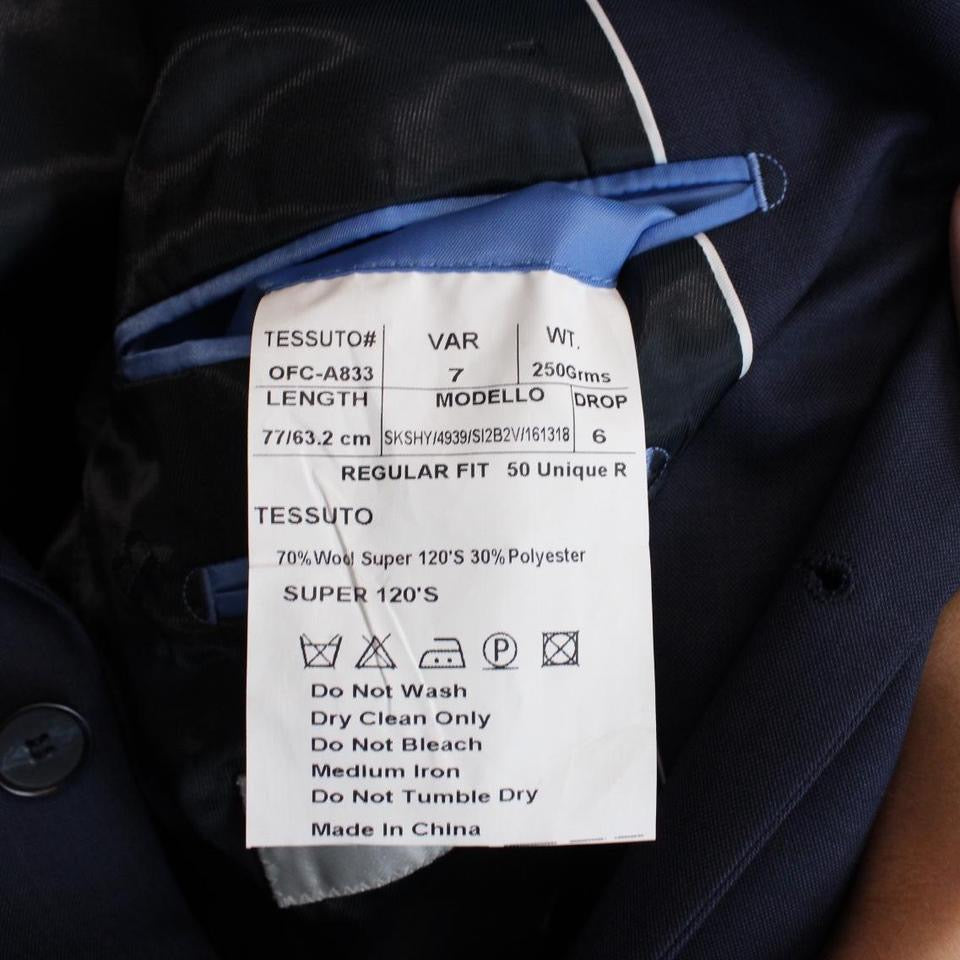 TESSUTO# VAR WT.
OFC-A833 7 250Grms
LENGTH MODELLO DROP
77/63.2 cm SKSHY/4939/SI2B2V/161318 6
REGULAR FIT 50 Unique R
TESSUTO
70%Wool Super 120'S 30%Polyester
SUPER 120'S
P
Do Not Wash
Dry Clean Only
Do Not Bleach
Medium Iron
Do Not Tumble Dry
Made In China